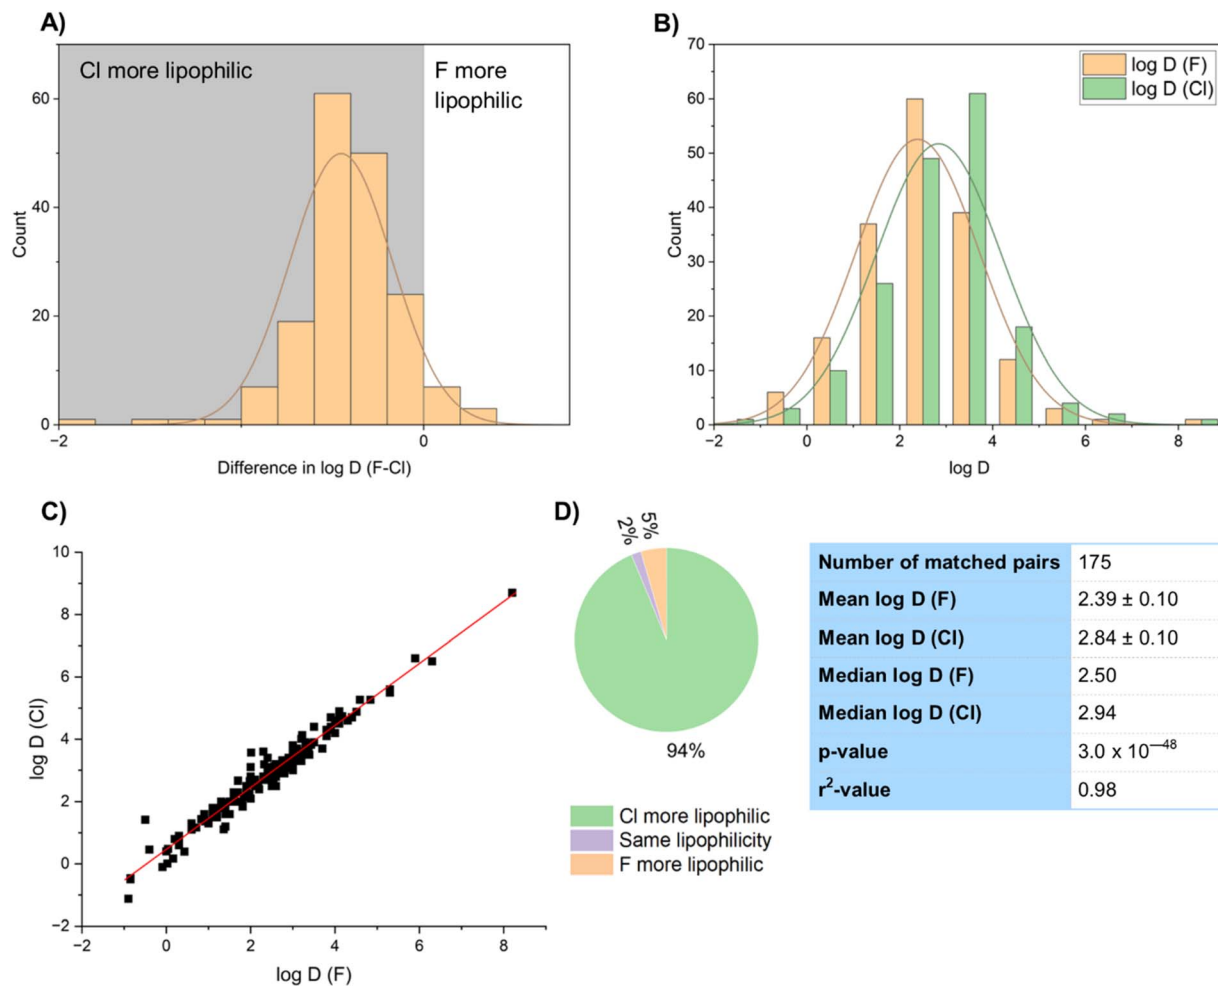 A)
Cl more lipophilic
F more
lipophilic
60
40
20
0
Count
-2
0
Difference in log D (F-Cl)
B)
70
60
50
40
30
20
10
0
Count
log D (F)
log D (Cl)
−2
0
2
4
6
8
log D
C)
10
8
6
4
2
0
−2
log D (Cl)
−2
0
2
4
6
8
log D (F)
D)
2%
5%
94%
Cl more lipophilic
Same lipophilicity
F more lipophilic
Number of matched pairs 175
Mean log D (F) 2.39 ± 0.10
Mean log D (Cl) 2.84 ± 0.10
Median log D (F) 2.50
Median log D (Cl) 2.94
p-value 3.0 x 10⁻⁴⁸
r²-value 0.98